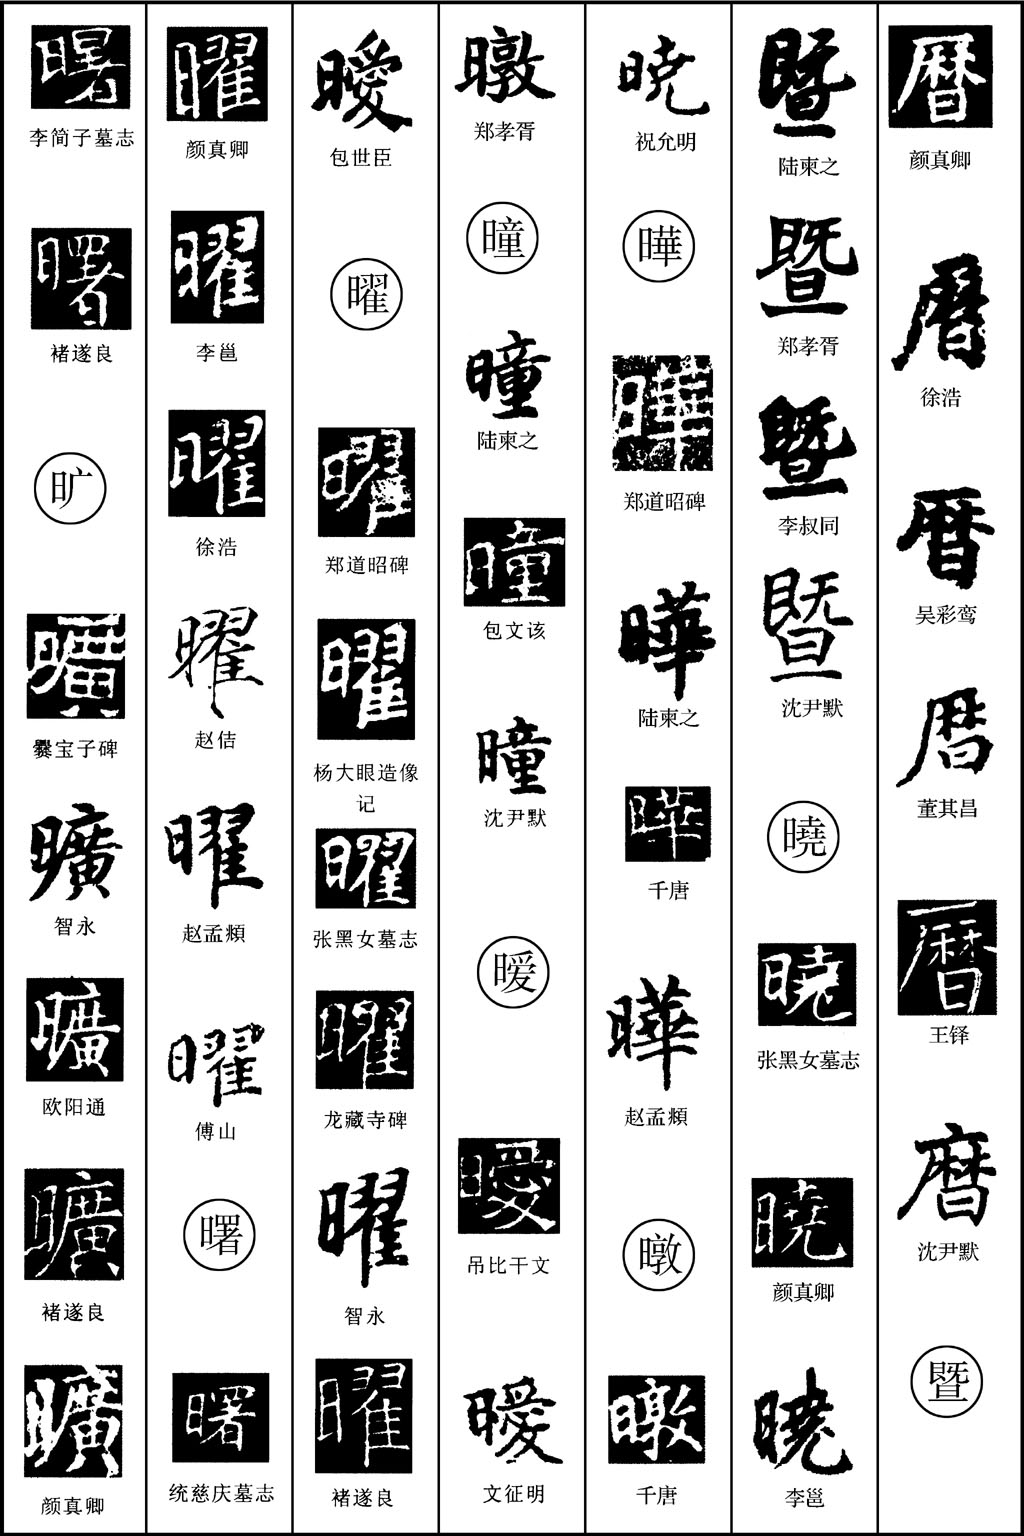 曆
颜真卿
曆
徐浩
曆
吴彩鸾
曆
董其昌
曆
王铎
曆
沈尹默
暨
暨
陆柬之
暨
郑孝胥
暨
李叔同
暨
沈尹默
曉
曉
张黑女墓志
曉
颜真卿
曉
李邕
晓
祝允明
曄
曄
郑道昭碑
曄
陆柬之
曄
千唐
曄
赵孟頫
暾
暾
千唐
暾
郑孝胥
曈
曈
陆柬之
曈
包文该
曈
沈尹默
暧
曖
吊比干文
曖
文征明
曖
包世臣
曜
曜
郑道昭碑
曜
杨大眼造像
记
曜
张黑女墓志
曜
龙藏寺碑
曜
智永
曜
褚遂良
曜
颜真卿
曜
李邕
曜
徐浩
曜
赵佶
曜
赵孟頫
曜
傅山
曙
曙
统慈庆墓志
曙
李简子墓志
曙
褚遂良
旷
曠
爨宝子碑
曠
智永
曠
欧阳通
曠
褚遂良
曠
颜真卿